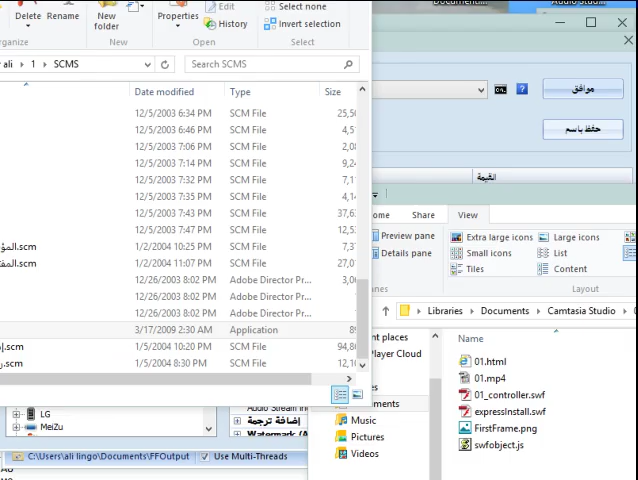 Delete Rename New folder Properties Edit History Select none Invert selection
Organize New Open Select
ali 1 SCMS Search SCMS
Date modified Type Size
12/5/2003 6:34 PM SCM File
12/5/2003 6:46 PM SCM File
12/5/2003 7:06 PM SCM File
12/5/2003 7:14 PM SCM File
12/5/2003 7:32 PM SCM File
12/5/2003 7:35 PM SCM File
12/5/2003 7:43 PM SCM File
12/5/2003 7:47 PM SCM File
.scm 1/2/2004 10:25 PM SCM File
.scm 1/2/2004 11:07 PM SCM File
12/26/2003 8:02 PM Adobe Director Pr...
12/26/2003 8:02 PM Adobe Director Pr...
12/26/2003 8:02 PM Adobe Director Pr...
3/17/2009 2:30 AM Application
.scm 1/5/2004 10:20 PM SCM File
.scm 1/5/2004 8:30 PM SCM File
موافق
حفظ باسم
القيمة
Share View
Preview pane
Details pane
Extra large icons Large icons
Small icons List
Tiles Content
Layout
Libraries Documents Camtasia Studio
Name
01.html
01.mp4
01_controller.swf
expressInstall.swf
FirstFrame.png
swfobject.js
Music
Pictures
Videos
LG
MeiZu
إضافة ترجمة
C:\Users\ali lingo\Documents\FFOutput Use Multi-Threads